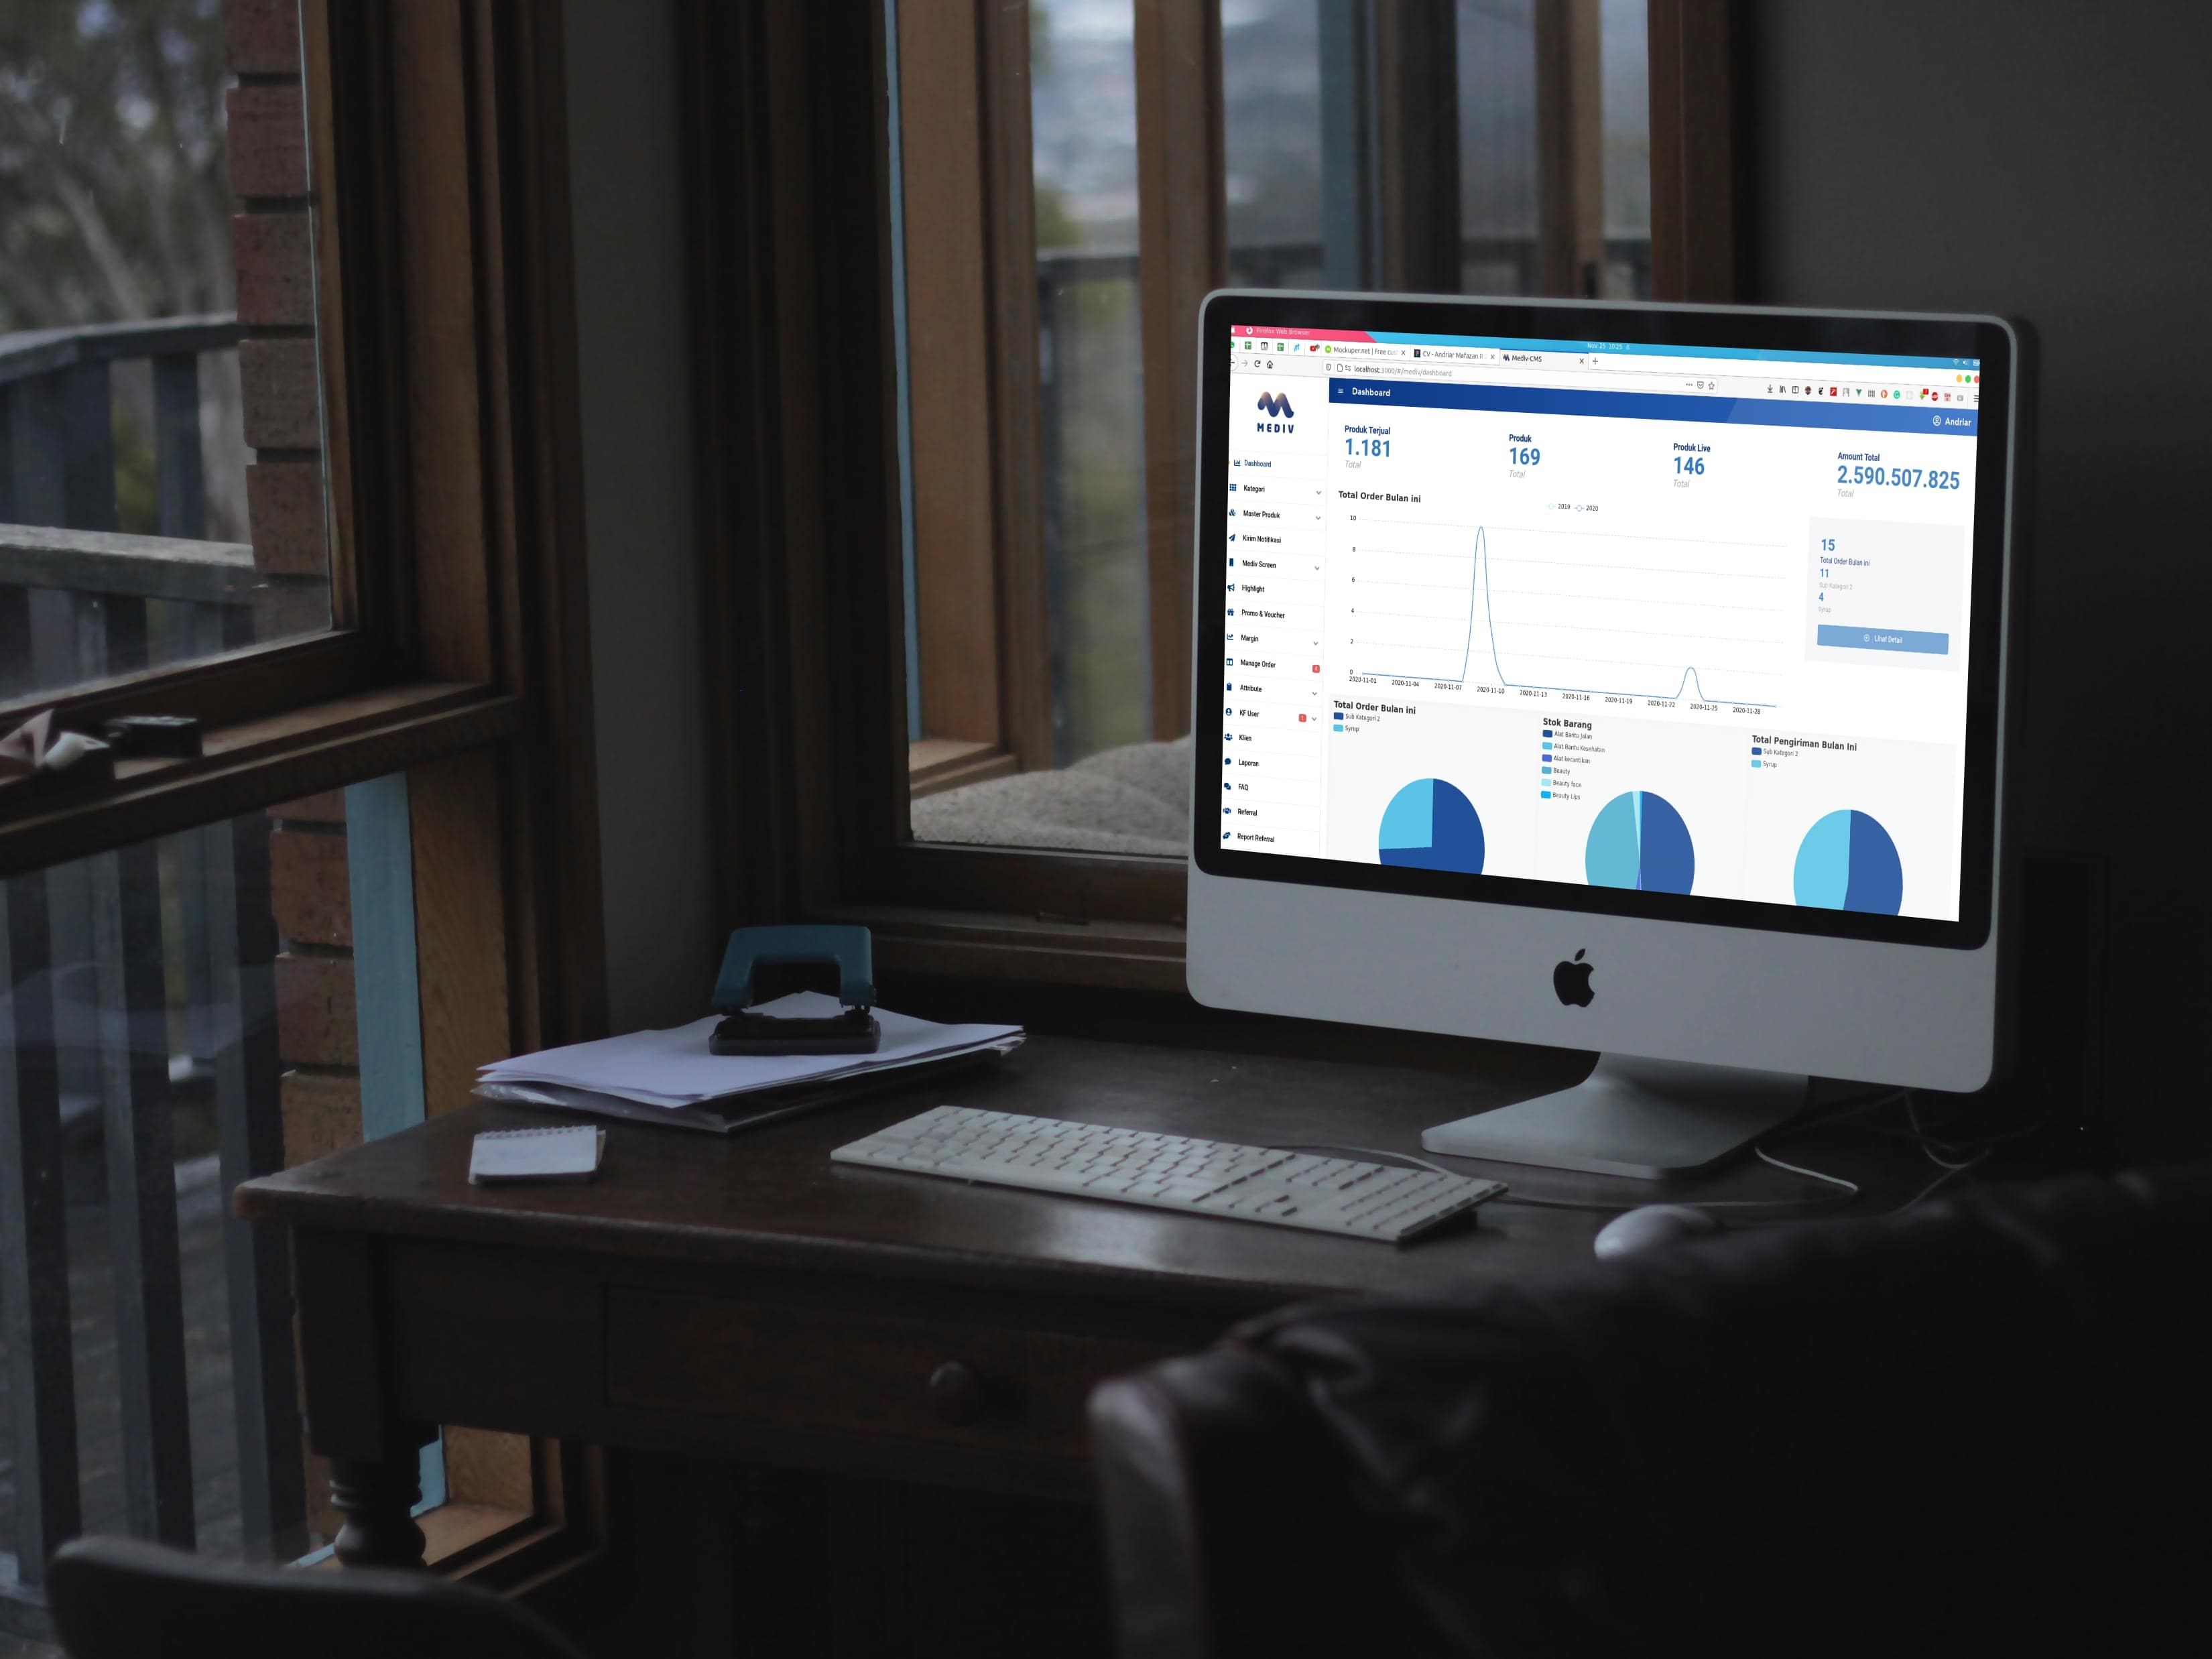 Firefox Web Browser
Nov 25 10:25
Mockuper.net | Free cus
CV - Andriar Mafazan II
Mediv-CMS
localhost:3000/#/mediv/dashboard
MEDIV
Dashboard
Andriar
Dashboard
Kategori
Master Produk
Kirim Notifikasi
Mediv Screen
Highlight
Promo & Voucher
Margin
Manage Order
Attribute
KF User
Klien
Laporan
FAQ
Referral
Report Referral
Produk Terjual
1.181
Total
Produk
169
Total
Produk Live
146
Total
Amount Total
2.590.507.825
Total
Total Order Bulan ini
2019 2020
10
8
6
4
2
0
2020-11-01 2020-11-04 2020-11-07 2020-11-10 2020-11-13 2020-11-16 2020-11-19 2020-11-22 2020-11-25 2020-11-28
15
Total Order Bulan ini
11
Sub Kategori 2
4
Syrup
Lihat Detail
Total Order Bulan ini
Sub Kategori 2
Syrup
Stok Barang
Alat Bantu Jalan
Alat Bantu Kesehatan
Alat kecantikan
Beauty
Beauty face
Beauty Lips
Total Pengiriman Bulan Ini
Sub Kategori 2
Syrup